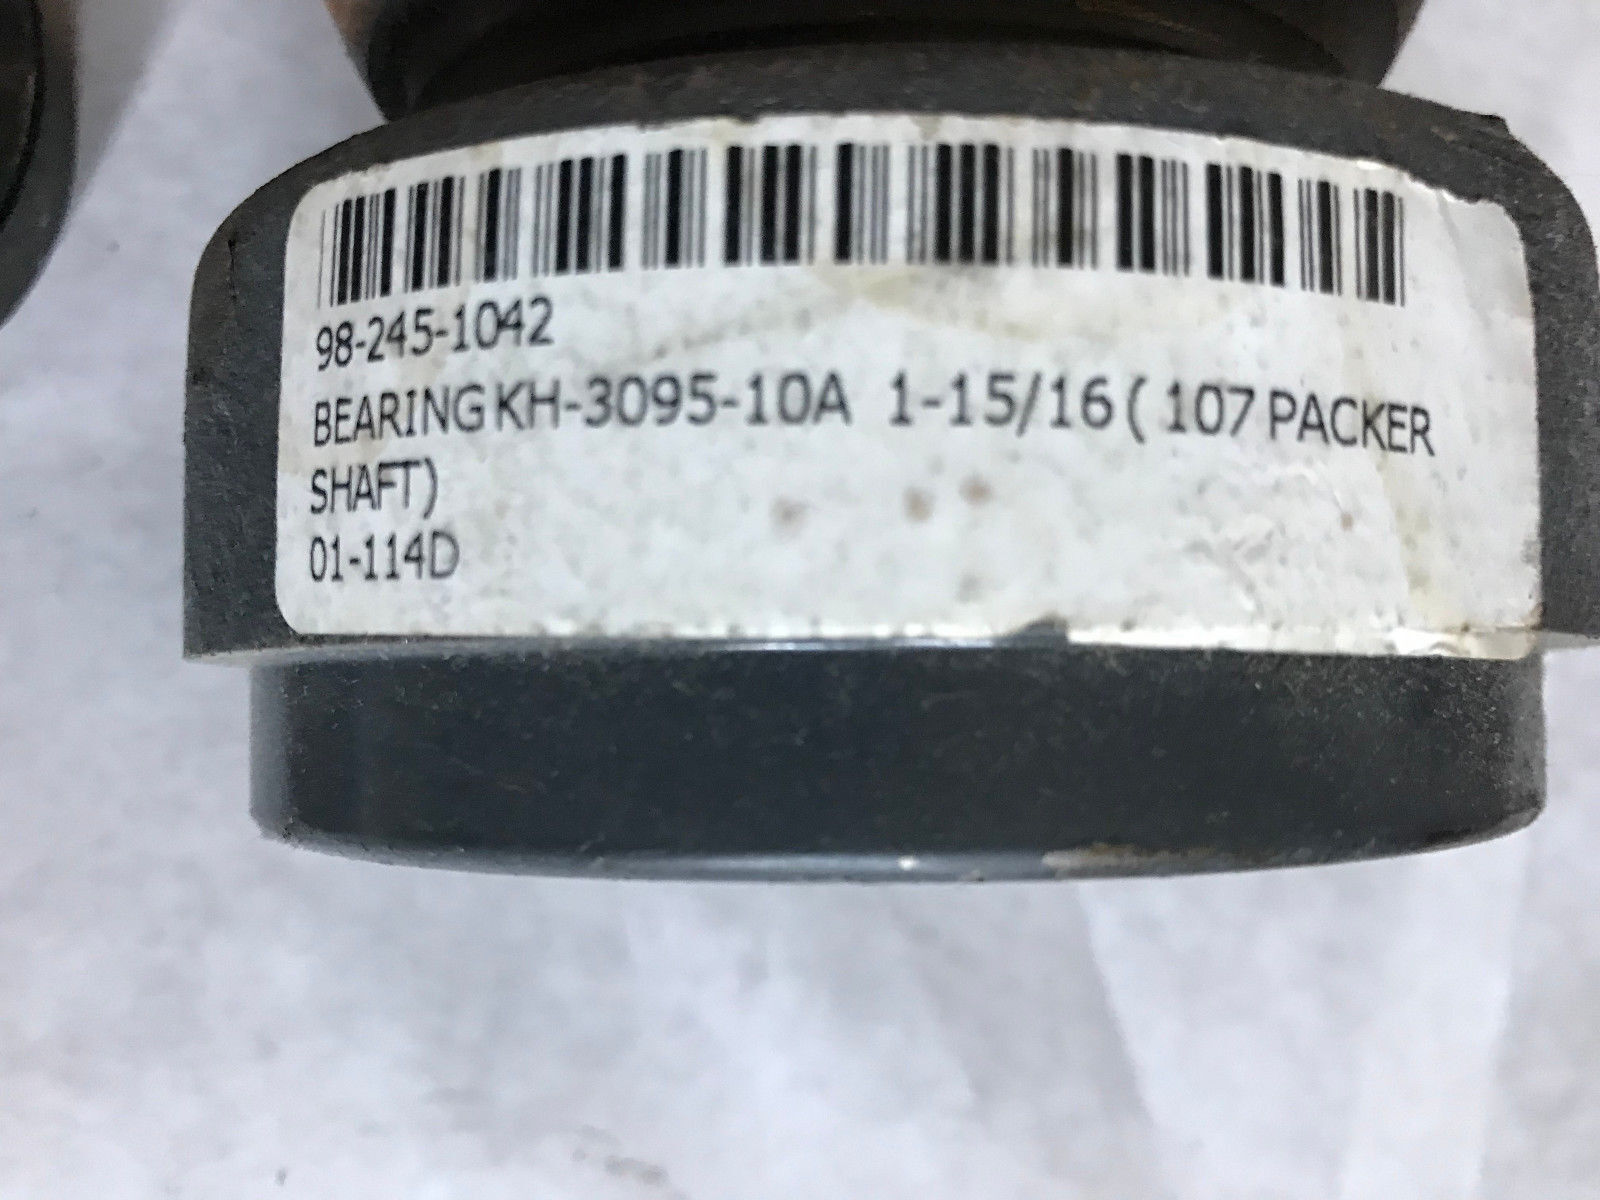 98-245-1042
BEARING KH-3095-10A 1-15/16 ( 107 PACKER
SHAFT)
01-114D